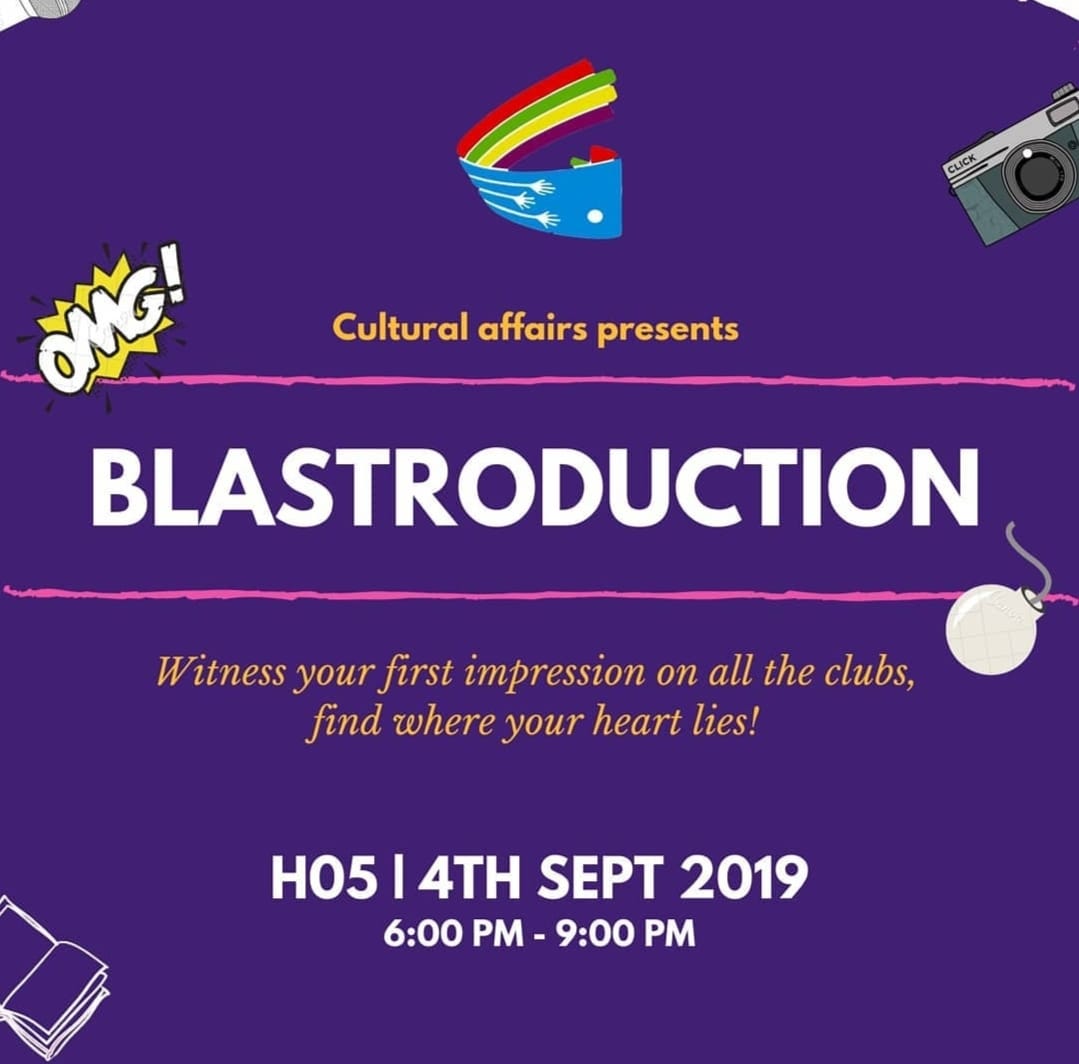 CLICK
OMG!
Cultural affairs presents
BLASTRODUCTION
Witness your first impression on all the clubs,
find where your heart lies!
H05 | 4TH SEPT 2019
6:00 PM - 9:00 PM